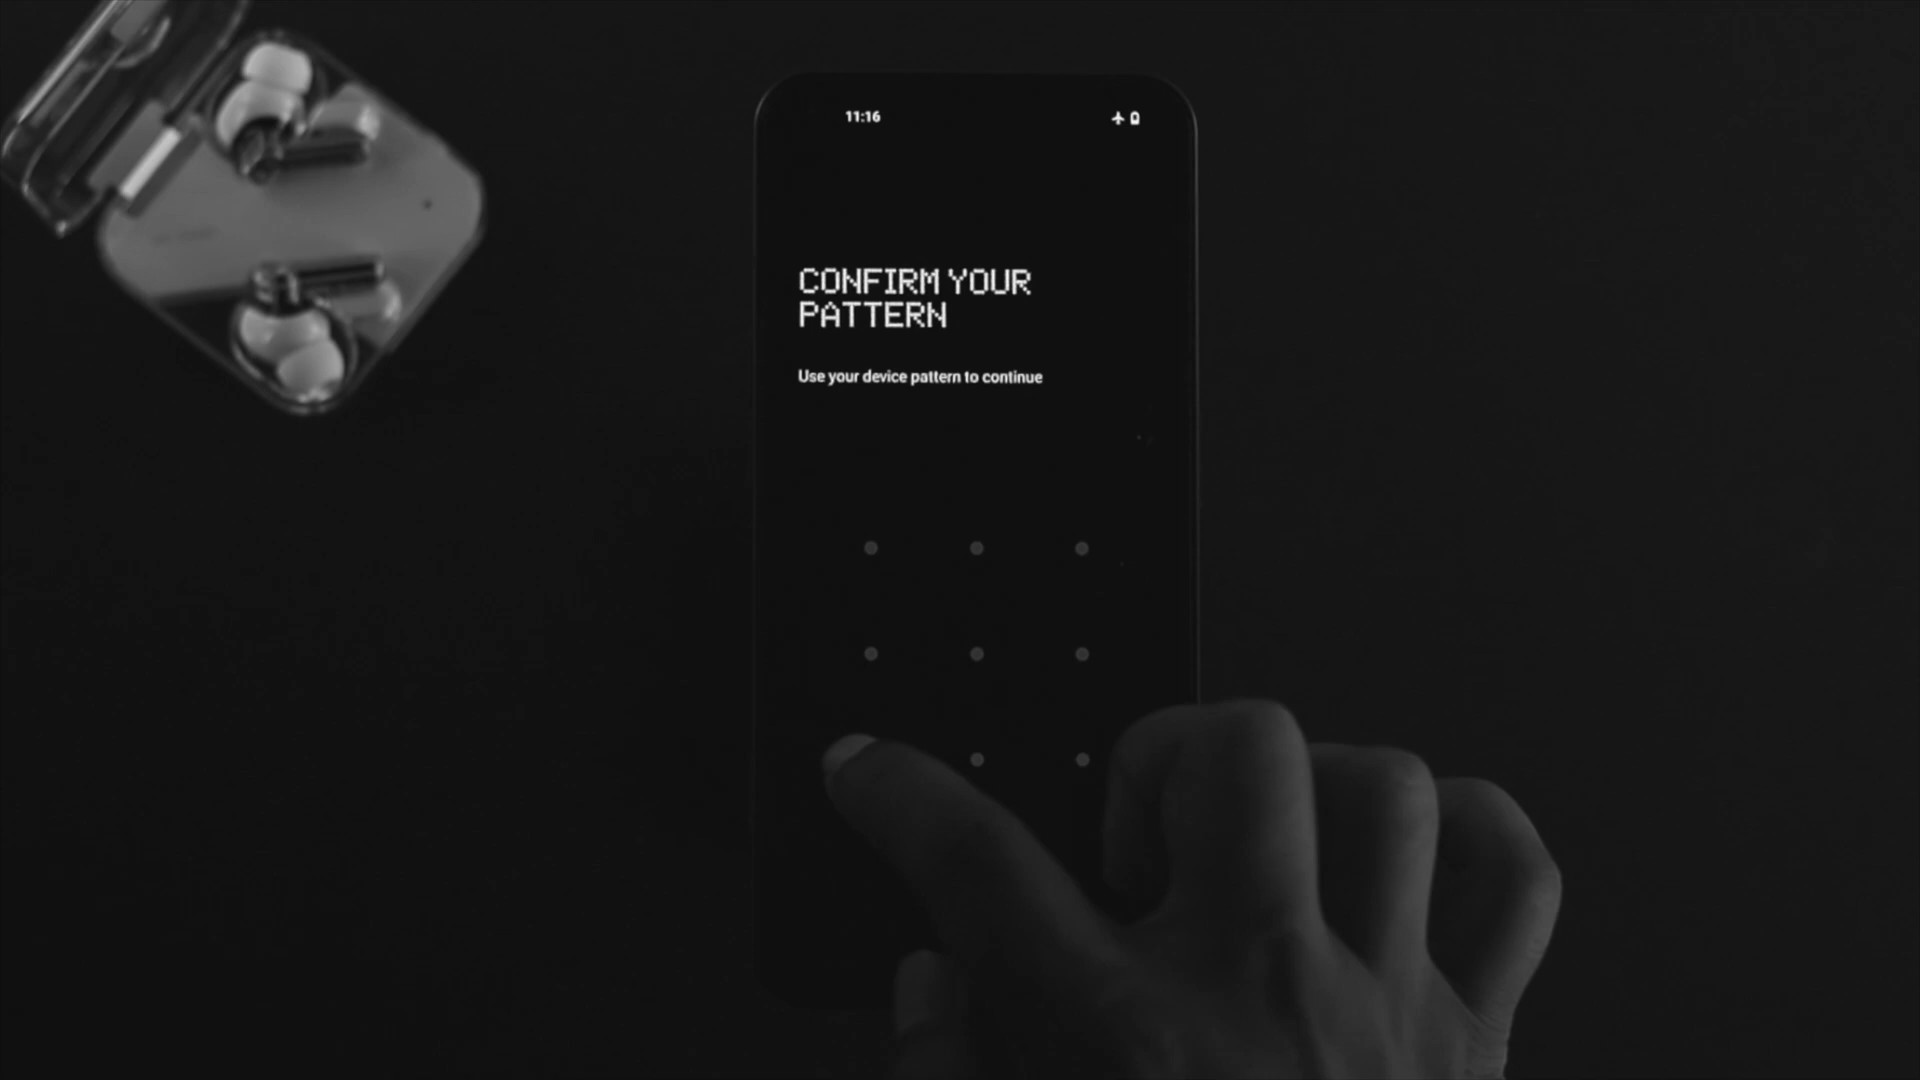 11:16
CONFIRM YOUR
PATTERN
Use your device pattern to continue